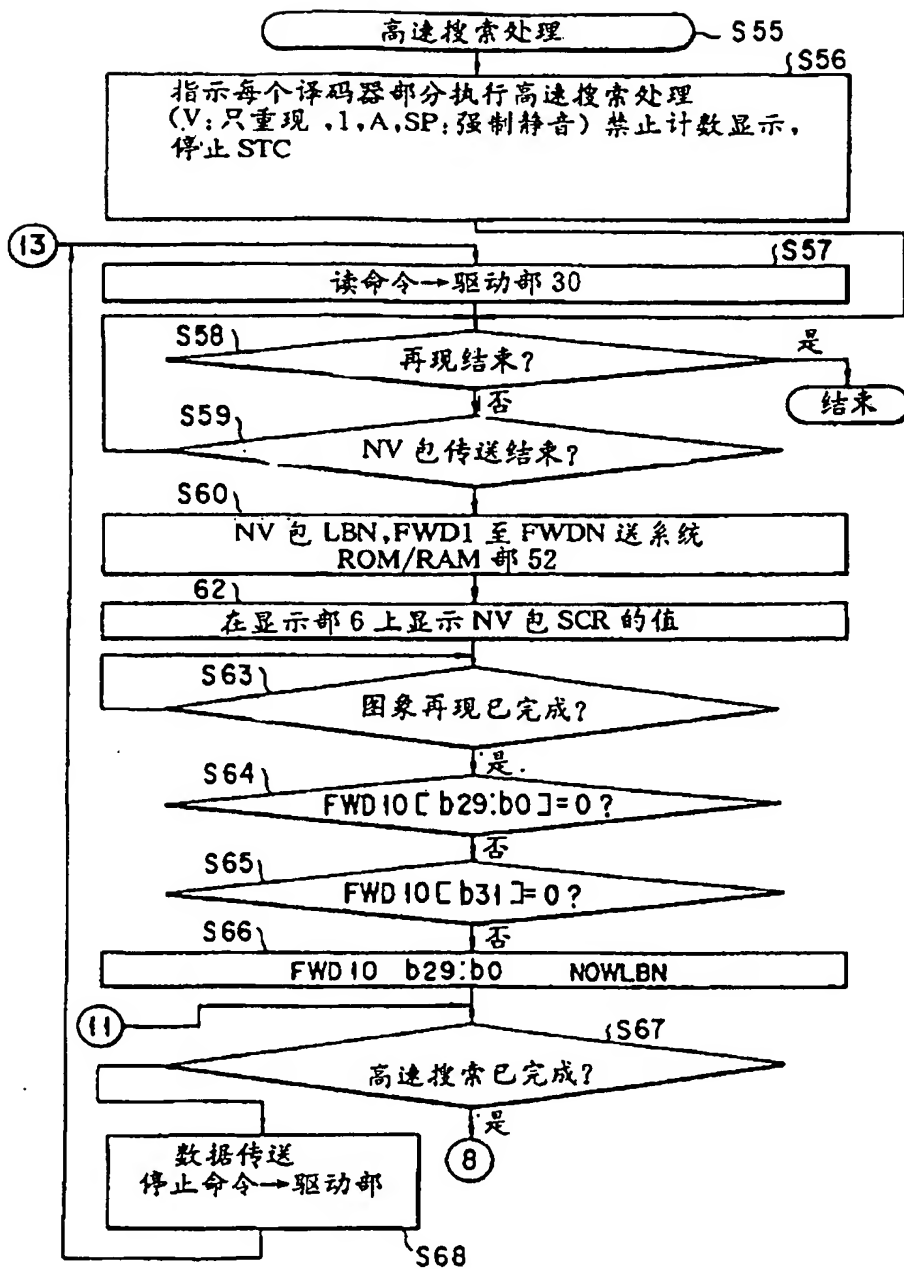 高速搜索处理
S55
S56
指示每个译码器部分执行高速搜索处理
(V:只重现,1,A,SP:强制静音)禁止计数显示,
停止STC
13
S57
读命令→驱动部30
S58
再现结束?
是
结束
否
S59
NV包传送结束?
S60
NV包LBN,FWD1至FWDN送系统
ROM/RAM部52
62
在显示部6上显示NV包SCR的值
S63
图象再现已完成?
是
S64
FWD10[b29:b0]=0?
否
S65
FWD10[b31]=0?
否
S66
FWD10 b29:b0 NOWLBN
11
S67
高速搜索已完成?
是
8
数据传送
停止命令→驱动部
S68